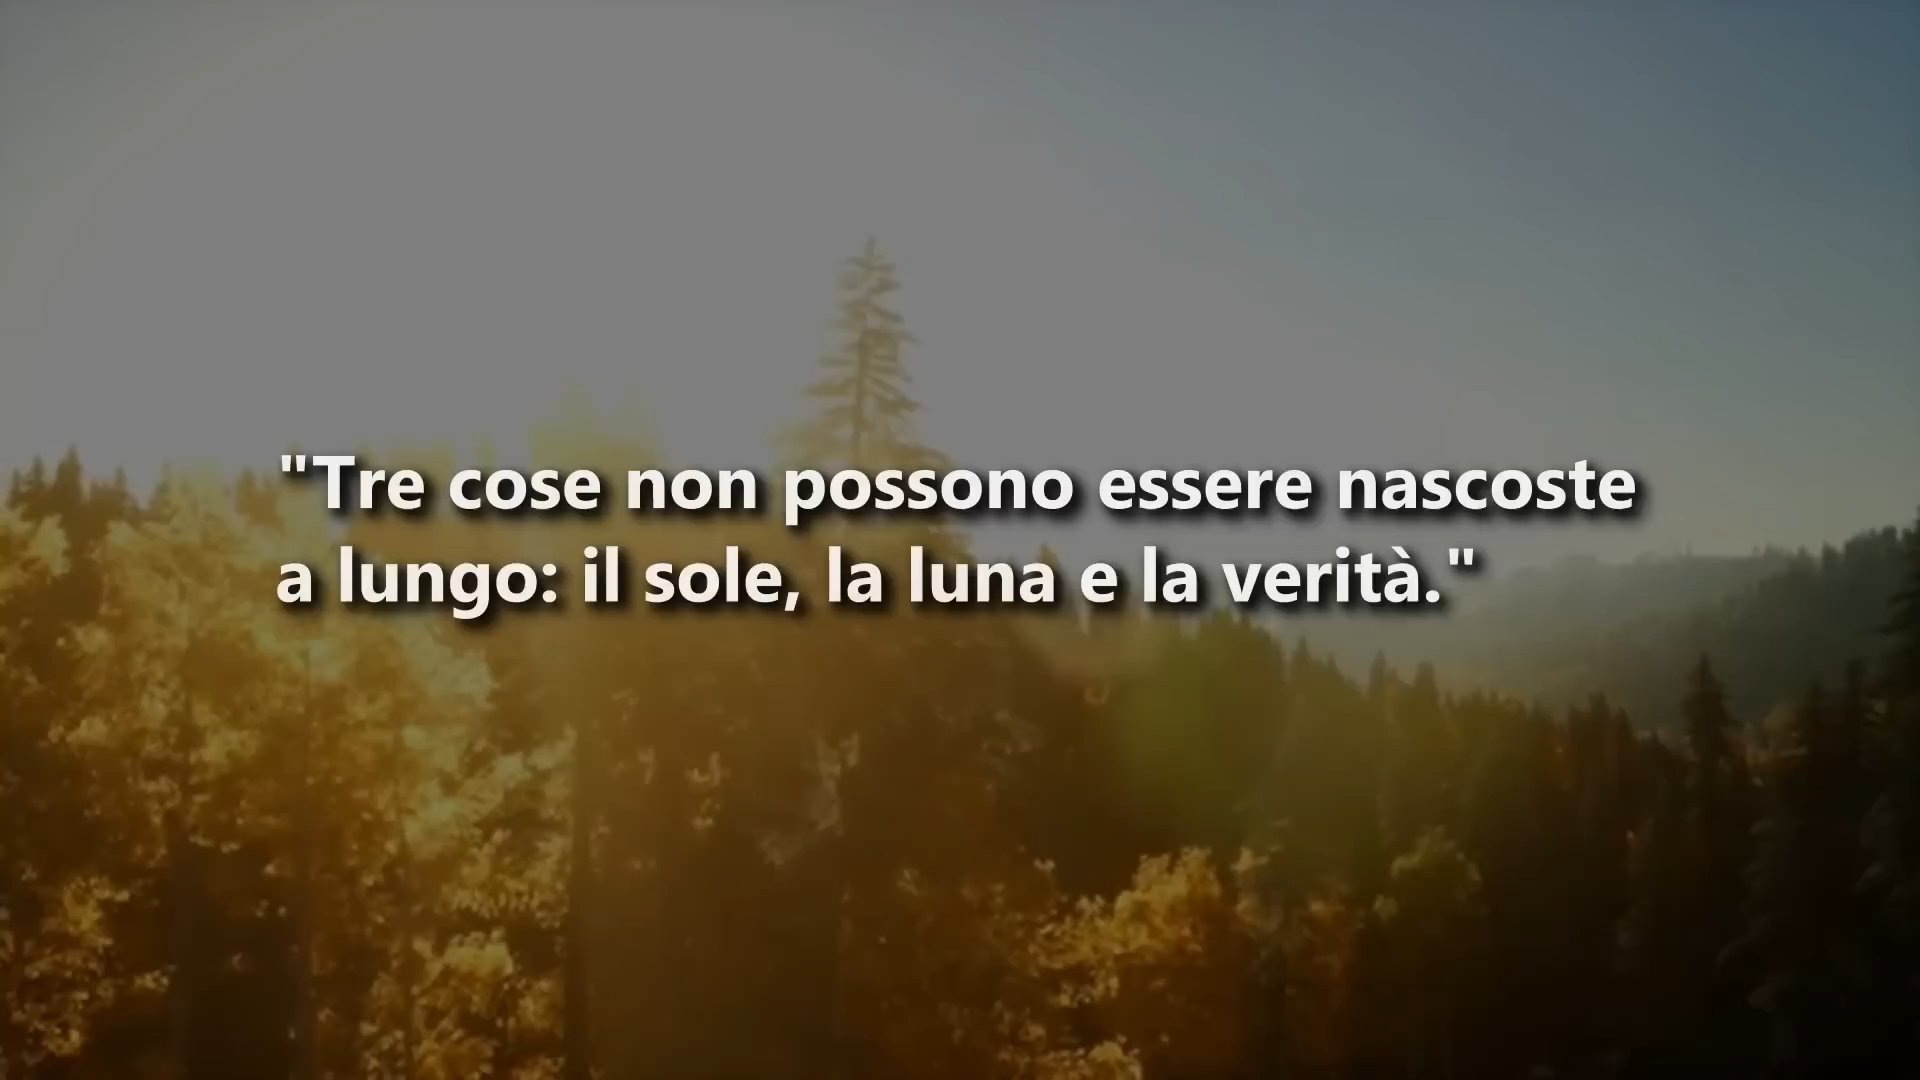 "Tre cose non possono essere nascoste
a lungo: il sole, la luna e la verità."